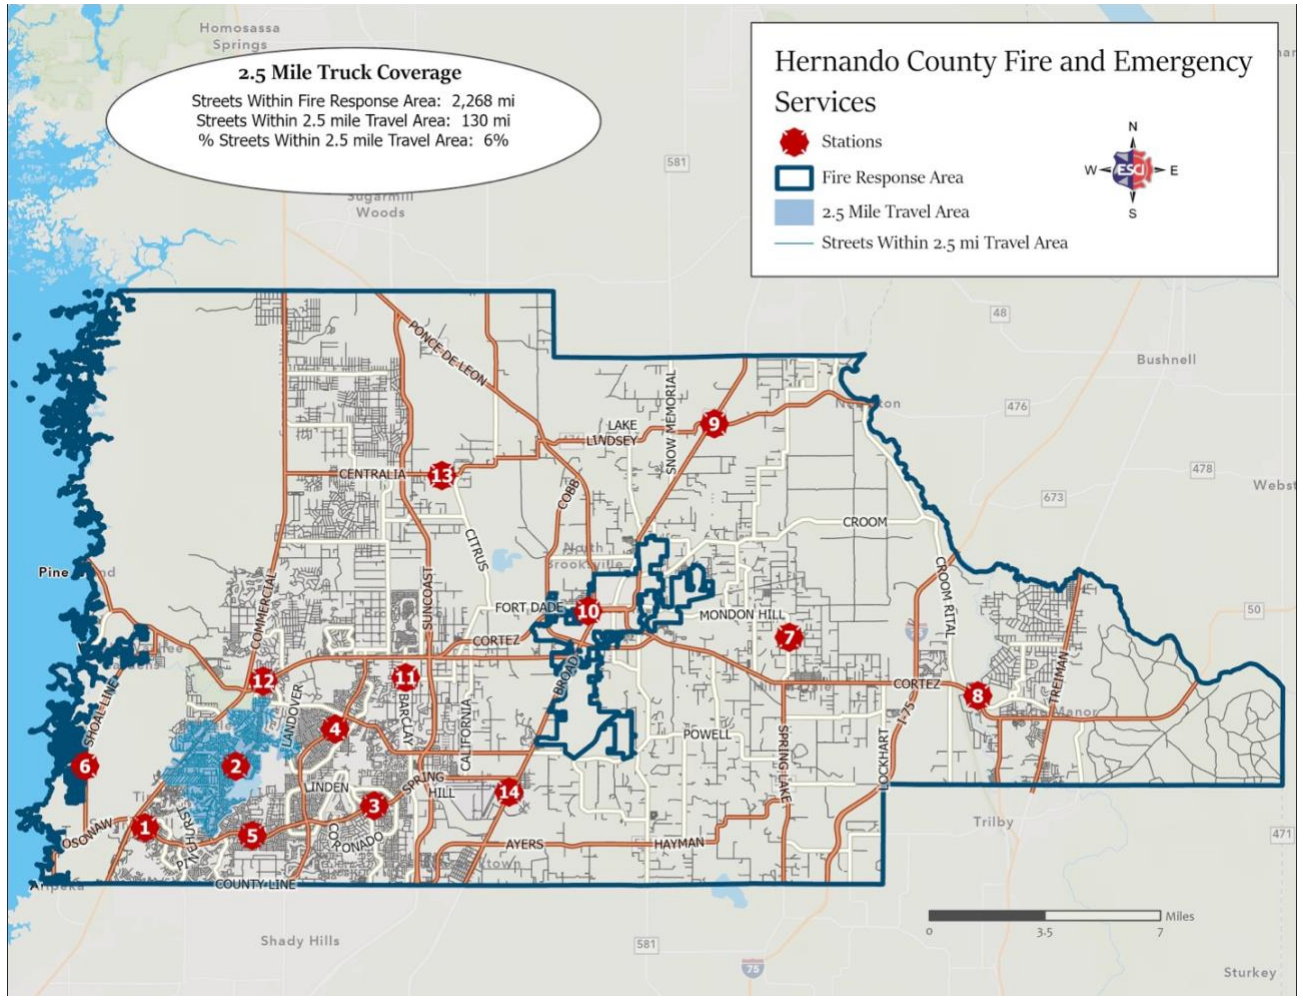 Homosassa
Springs
2.5 Mile Truck Coverage
Streets Within Fire Response Area: 2,268 mi
Streets Within 2.5 mile Travel Area: 130 mi
% Streets Within 2.5 mile Travel Area: 6%
Sugarmill
Woods
Hernando County Fire and Emergency
Services
Stations
Fire Response Area
2.5 Mile Travel Area
Streets Within 2.5 mi Travel Area
N
W
ESCI
E
S
581
48
Bushnell
476
478
673
50
471
PONCE DE LEON
LAKE
LINDSEY
SNOW MEMORIAL
9
CENTRALIA
13
COBB
CITRUS
CROOM
North
Brooksville
Pine
COMMERCIAL
SUNCOAST
FORT DADE
10
CORTEZ
MONDON HILL
7
CROOM RITAL
TREIMAN
12
11
BARCLAY
BROAD
CORTEZ
8
SHOAL LINE
LANDOVER
4
CALIFORNIA
POWELL
I-75
LOCKHART
SPRING LAKE
6
2
LINDEN
SPRING
HILL
14
3
1
5
OSONAW
CORONADO
AYERS
HAYMAN
COUNTY LINE
Aripeka
Trilby
Shady Hills
581
75
Miles
0
3.5
7
Sturkey